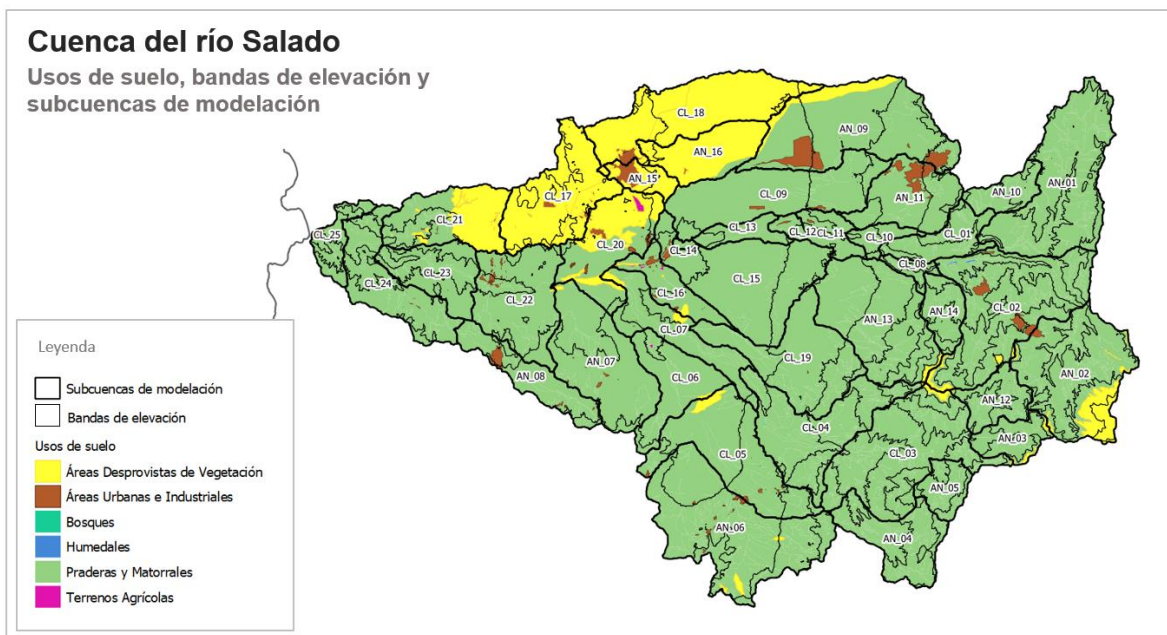 Cuenca del río Salado
Usos de suelo, bandas de elevación y
subcuencas de modelación
CL_18
AN_09
AN_16
AN_01
AN_15
AN_10
CL_17
CL_09
AN_11
CL_21
CL_13
CL_12
CL_11
CL_10
CL_01
CL_25
CL_20
CL_14
CL_08
CL_23
CL_24
CL_15
CL_22
CL_16
CL_02
AN_14
AN_13
CL_07
CL_19
AN_07
AN_08
CL_06
AN_02
AN_12
CL_04
AN_03
CL_05
CL_03
AN_05
AN_06
AN_04
Leyenda
Subcuencas de modelación
Bandas de elevación
Usos de suelo
Áreas Desprovistas de Vegetación
Áreas Urbanas e Industriales
Bosques
Humedales
Praderas y Matorrales
Terrenos Agrícolas